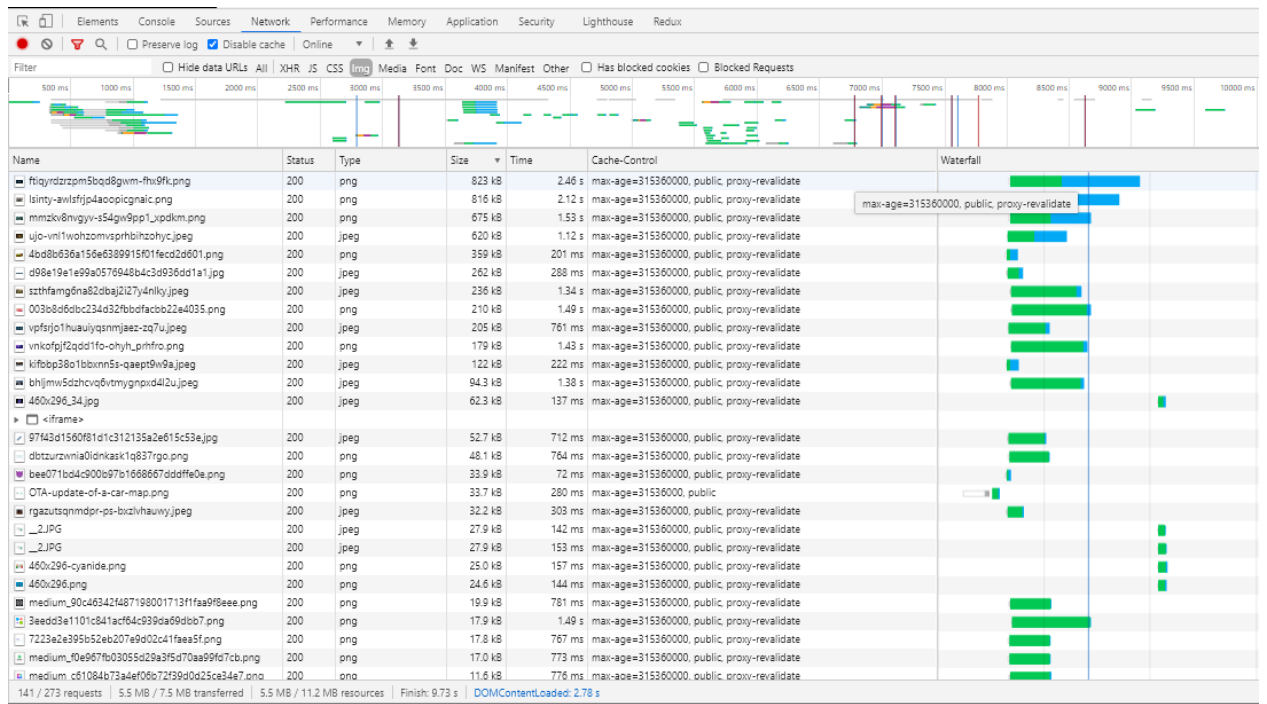 Elements Console Sources Network Performance Memory Application Security Lighthouse Redux
Preserve log Disable cache Online
Filter Hide data URLs All XHR JS CSS Img Media Font Doc WS Manifest Other Has blocked cookies Blocked Requests
500 ms 1000 ms 1500 ms 2000 ms 2500 ms 3000 ms 3500 ms 4000 ms 4500 ms 5000 ms 5500 ms 6000 ms 6500 ms 7000 ms 7500 ms 8000 ms 8500 ms 9000 ms 9500 ms 10000 ms
Name Status Type Size Time Cache-Control Waterfall
ftiqyrdzrzpm5bqd8gwm-fhx9fk.png 200 png 823 kB 2.46 s max-age=315360000, public, proxy-revalidate
lsinty-awlsfrjp4aoopicgnaic.png 200 png 816 kB 2.12 s max-age=315360000, public, proxy-revalidate
max-age=315360000, public, proxy-revalidate
mmzkv8nvgyv-s54gw9pp1_xpdkm.png 200 png 675 kB 1.53 s max-age=315360000, public, proxy-revalidate
ujo-vnl1wohzomvsprhbihzohyc.jpeg 200 jpeg 620 kB 1.12 s max-age=315360000, public, proxy-revalidate
4bd8b636a156e6389915f01fecd2d601.png 200 png 359 kB 201 ms max-age=315360000, public, proxy-revalidate
d98e19e1e99a0576948b4c3d936dd1a1.jpg 200 jpeg 262 kB 288 ms max-age=315360000, public, proxy-revalidate
szthfamg6na82dbaj2i27y4nlky.jpeg 200 jpeg 236 kB 1.34 s max-age=315360000, public, proxy-revalidate
003b8d6dbc234d32fbbdfacbb22e4035.png 200 png 210 kB 1.49 s max-age=315360000, public, proxy-revalidate
vpfsrjo1huauiyqsnmjaez-zq7u.jpeg 200 jpeg 205 kB 761 ms max-age=315360000, public, proxy-revalidate
vnkofpjf2qdd1fo-ohyh_prhfro.png 200 png 179 kB 1.43 s max-age=315360000, public, proxy-revalidate
kifbbp38o1bbxnn5s-qaept9w9a.jpeg 200 jpeg 122 kB 222 ms max-age=315360000, public, proxy-revalidate
bhljmw5dzhcvq6vtmygnpxd4l2u.jpeg 200 jpeg 94.3 kB 1.38 s max-age=315360000, public, proxy-revalidate
460x296_34.jpg 200 jpeg 62.3 kB 137 ms max-age=315360000, public, proxy-revalidate
<iframe>
97f43d1560f81d1c312135a2e615c53e.jpg 200 jpeg 52.7 kB 712 ms max-age=315360000, public, proxy-revalidate
dbtzurzwnia0idnkask1q837rgo.png 200 png 48.1 kB 764 ms max-age=315360000, public, proxy-revalidate
bee071bd4c900b97b1668667dddffe0e.png 200 png 33.9 kB 72 ms max-age=315360000, public, proxy-revalidate
OTA-update-of-a-car-map.png 200 png 33.7 kB 280 ms max-age=31536000, public
rgazutsqnmdpr-ps-bxzlvhauwy.jpeg 200 jpeg 32.2 kB 303 ms max-age=315360000, public, proxy-revalidate
__2.JPG 200 jpeg 27.9 kB 142 ms max-age=315360000, public, proxy-revalidate
__2.JPG 200 jpeg 27.9 kB 153 ms max-age=315360000, public, proxy-revalidate
460x296-cyanide.png 200 png 25.0 kB 157 ms max-age=315360000, public, proxy-revalidate
460x296.png 200 png 24.6 kB 144 ms max-age=315360000, public, proxy-revalidate
medium_90c46342f487198001713f1faa9f8eee.png 200 png 19.9 kB 781 ms max-age=315360000, public, proxy-revalidate
3eedd3e1101c841acf64c939da69dbb7.png 200 png 17.9 kB 1.49 s max-age=315360000, public, proxy-revalidate
7223e2e395b52eb207e9d02c41faea5f.png 200 png 17.8 kB 767 ms max-age=315360000, public, proxy-revalidate
medium_f0e967fb03055d29a3f5d70aa99fd7cb.png 200 png 17.0 kB 773 ms max-age=315360000, public, proxy-revalidate
medium_c61084b73a4ef06b72f39d0d25ce34e7.png 200 png 11.6 kB 776 ms max-age=315360000, public, proxy-revalidate
141 / 273 requests 5.5 MB / 7.5 MB transferred 5.5 MB / 11.2 MB resources Finish: 9.73 s DOMContentLoaded: 2.78 s